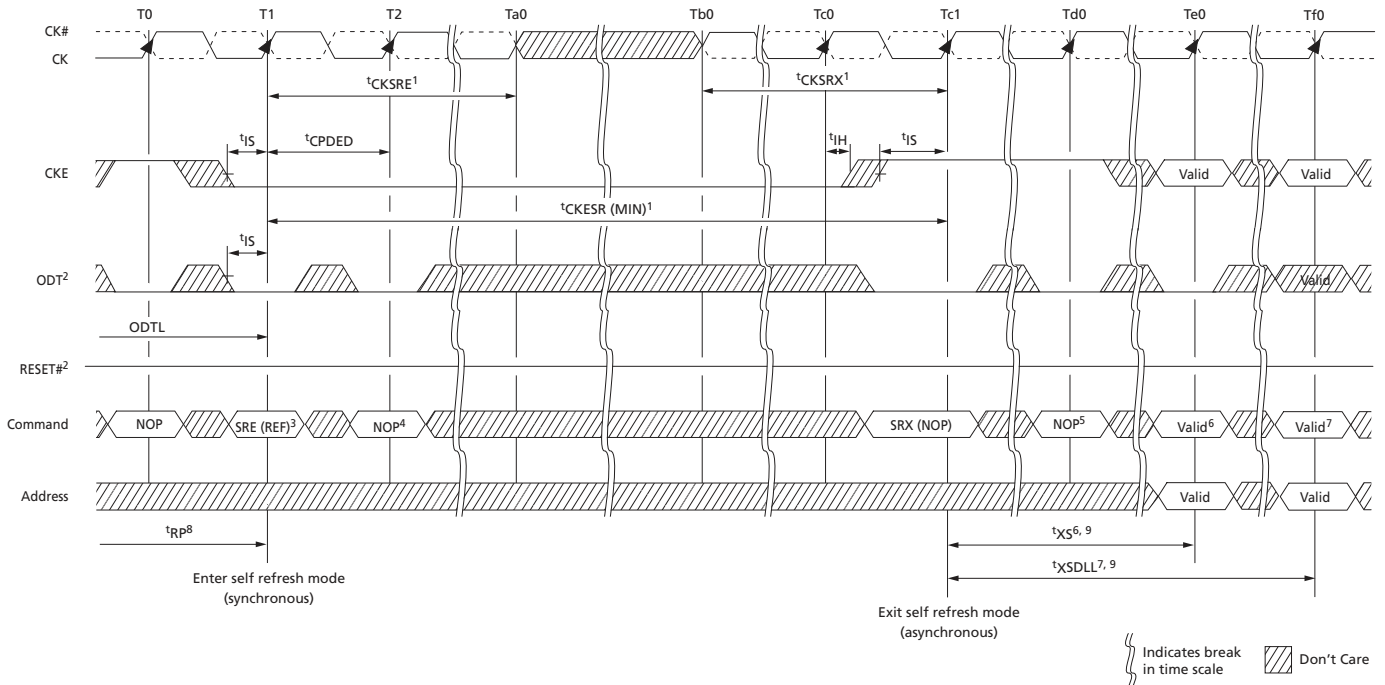 T0 T1 T2 Ta0 Tb0 Tc0 Tc1 Td0 Te0 Tf0
CK#
CK
tCKSRE1 tCKSRX1
tIS tCPDED tIH tIS
CKE Valid Valid
tCKESR (MIN)1
tIS
ODT2 Valid
ODTL
RESET#2
Command NOP SRE (REF)3 NOP4 SRX (NOP) NOP5 Valid6 Valid7
Address Valid Valid
tRP8 tXS6, 9
Enter self refresh mode
(synchronous)
tXSDLL7, 9
Exit self refresh mode
(asynchronous)
Indicates break
in time scale
Don't Care